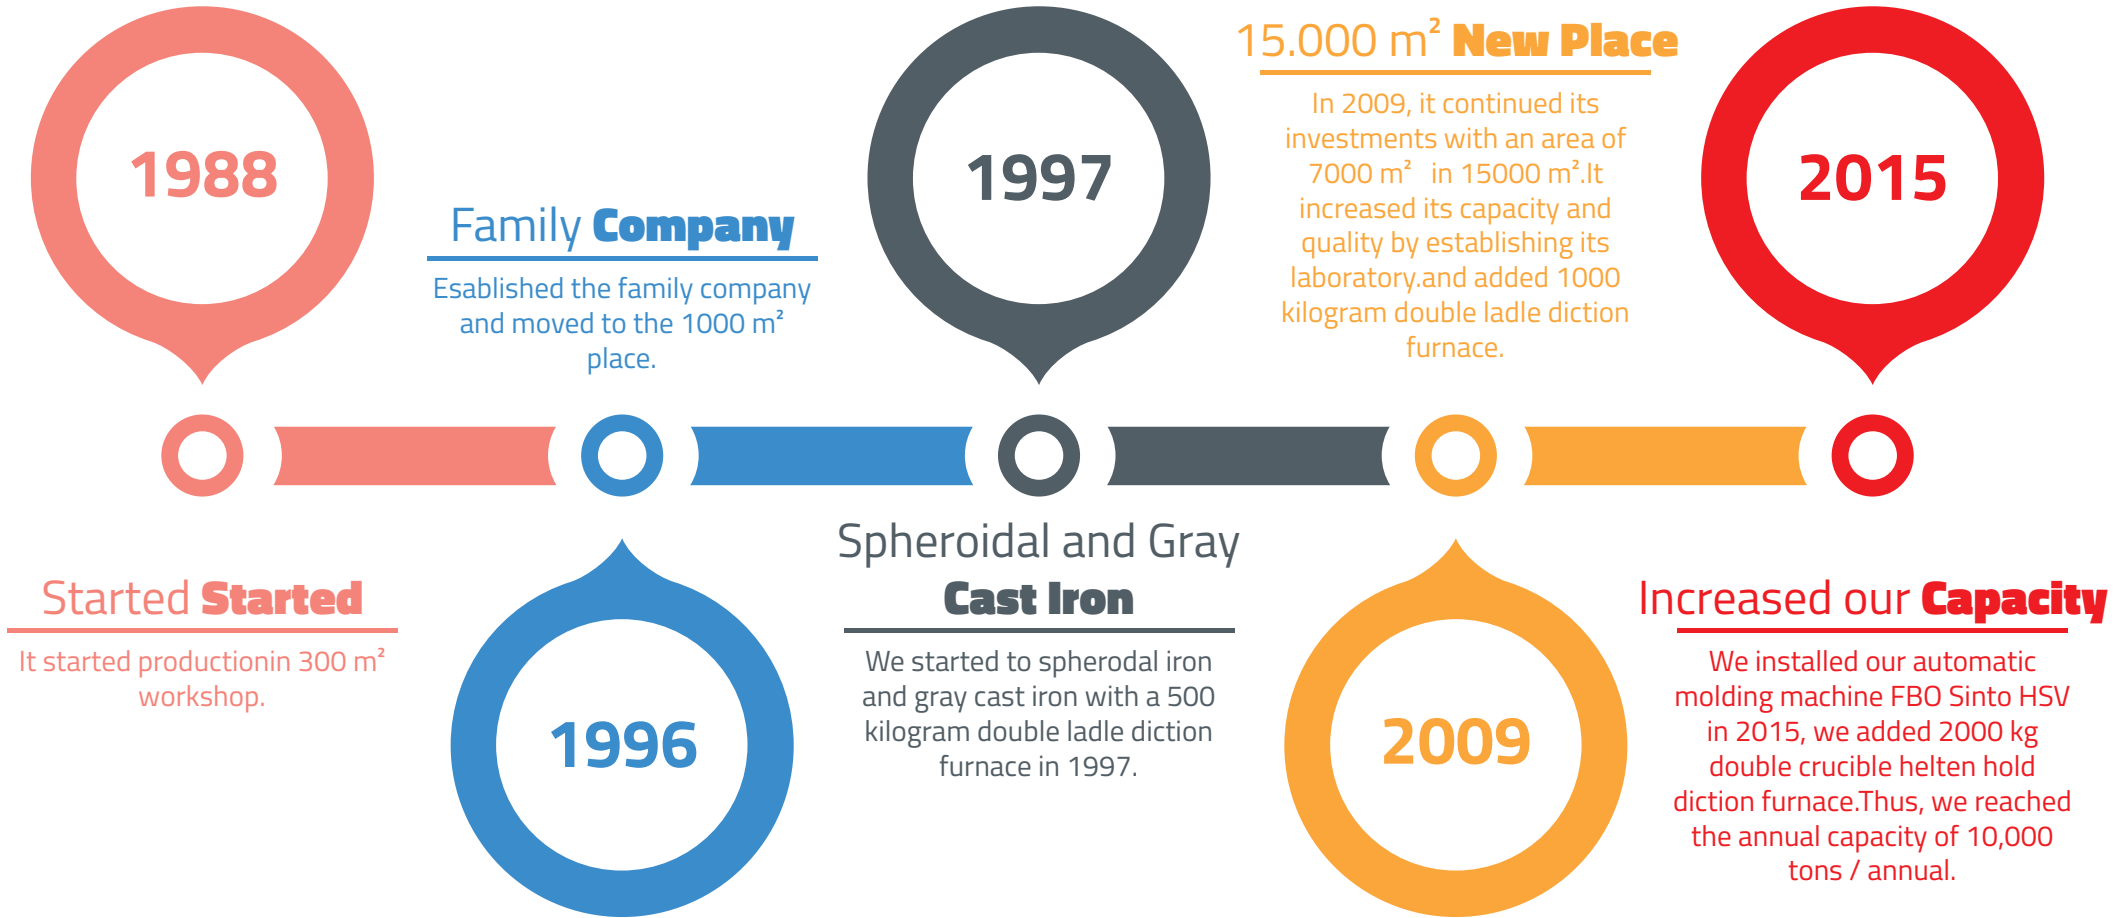 1988
Started Started
It started productionin 300 m²
workshop.
Family Company
Esablished the family company
and moved to the 1000 m²
place.
1996
1997
Spheroidal and Gray
Cast Iron
We started to spherodal iron
and gray cast iron with a 500
kilogram double ladle diction
furnace in 1997.
15.000 m² New Place
In 2009, it continued its
investments with an area of
7000 m² in 15000 m².It
increased its capacity and
quality by establishing its
laboratory.and added 1000
kilogram double ladle diction
furnace.
2009
2015
Increased our Capacity
We installed our automatic
molding machine FBO Sinto HSV
in 2015, we added 2000 kg
double crucible helten hold
diction furnace.Thus, we reached
the annual capacity of 10,000
tons / annual.